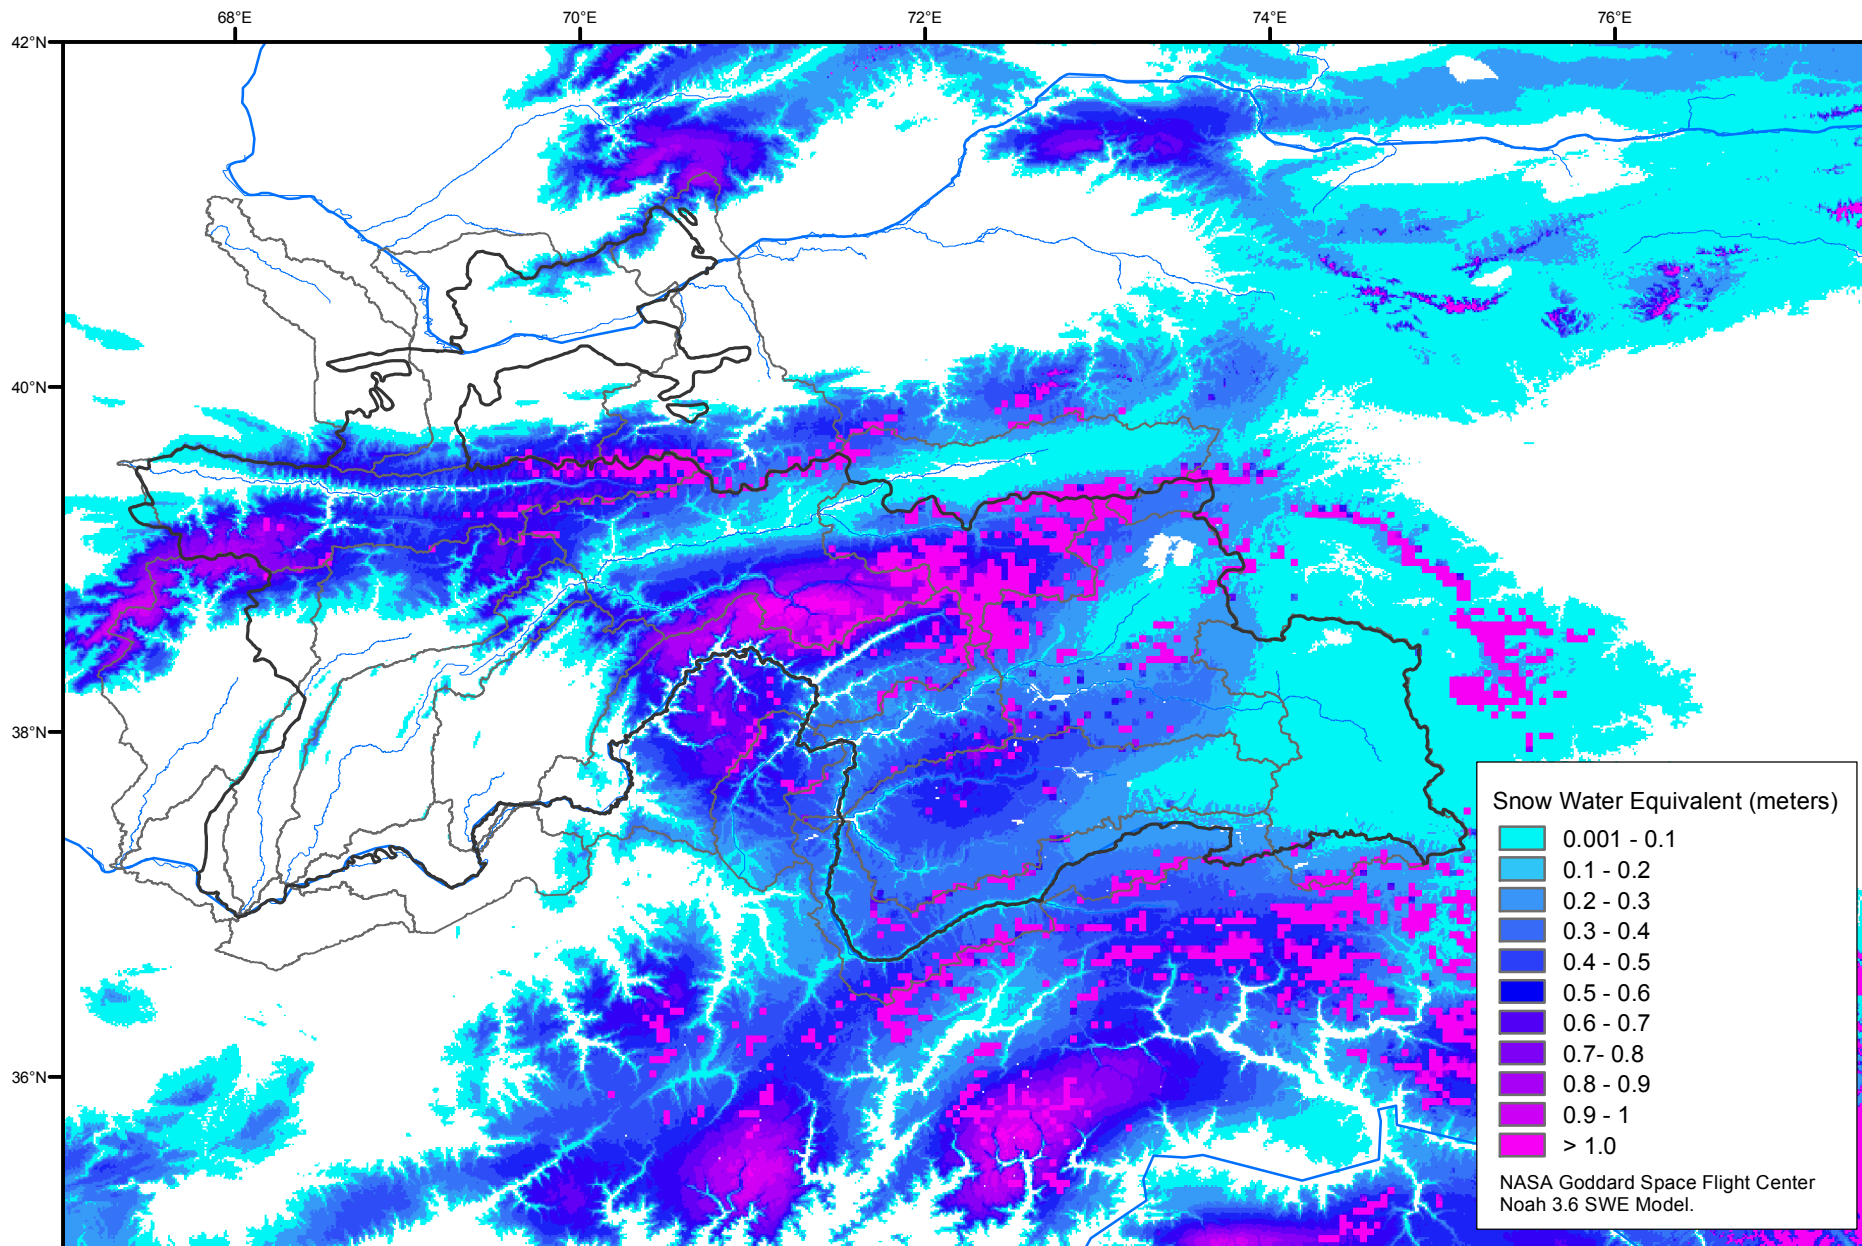 68°E 70°E 72°E 74°E 76°E
42°N
40°N
38°N
36°N
Snow Water Equivalent (meters)
0.001 - 0.1
0.1 - 0.2
0.2 - 0.3
0.3 - 0.4
0.4 - 0.5
0.5 - 0.6
0.6 - 0.7
0.7- 0.8
0.8 - 0.9
0.9 - 1
> 1.0
NASA Goddard Space Flight Center
Noah 3.6 SWE Model.